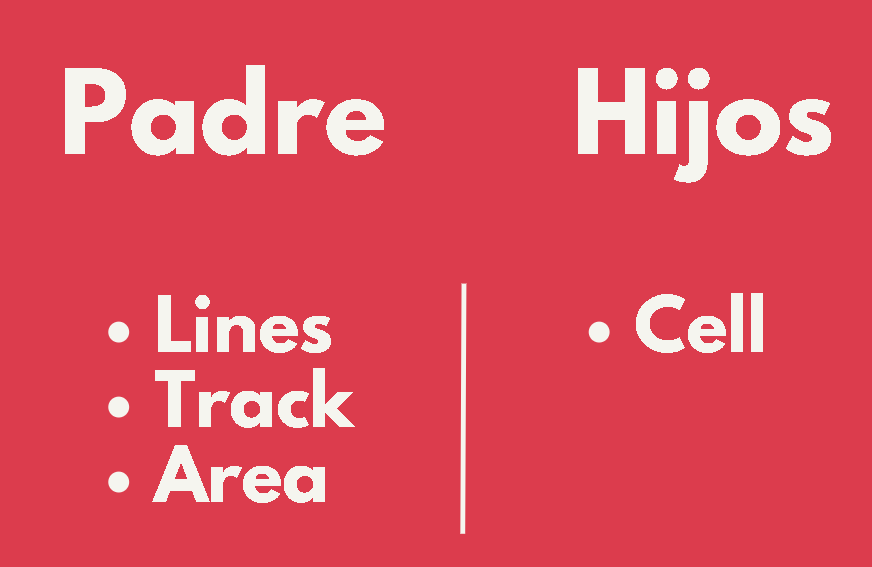 Padre
Hijos
• Lines
• Track
• Area
• Cell